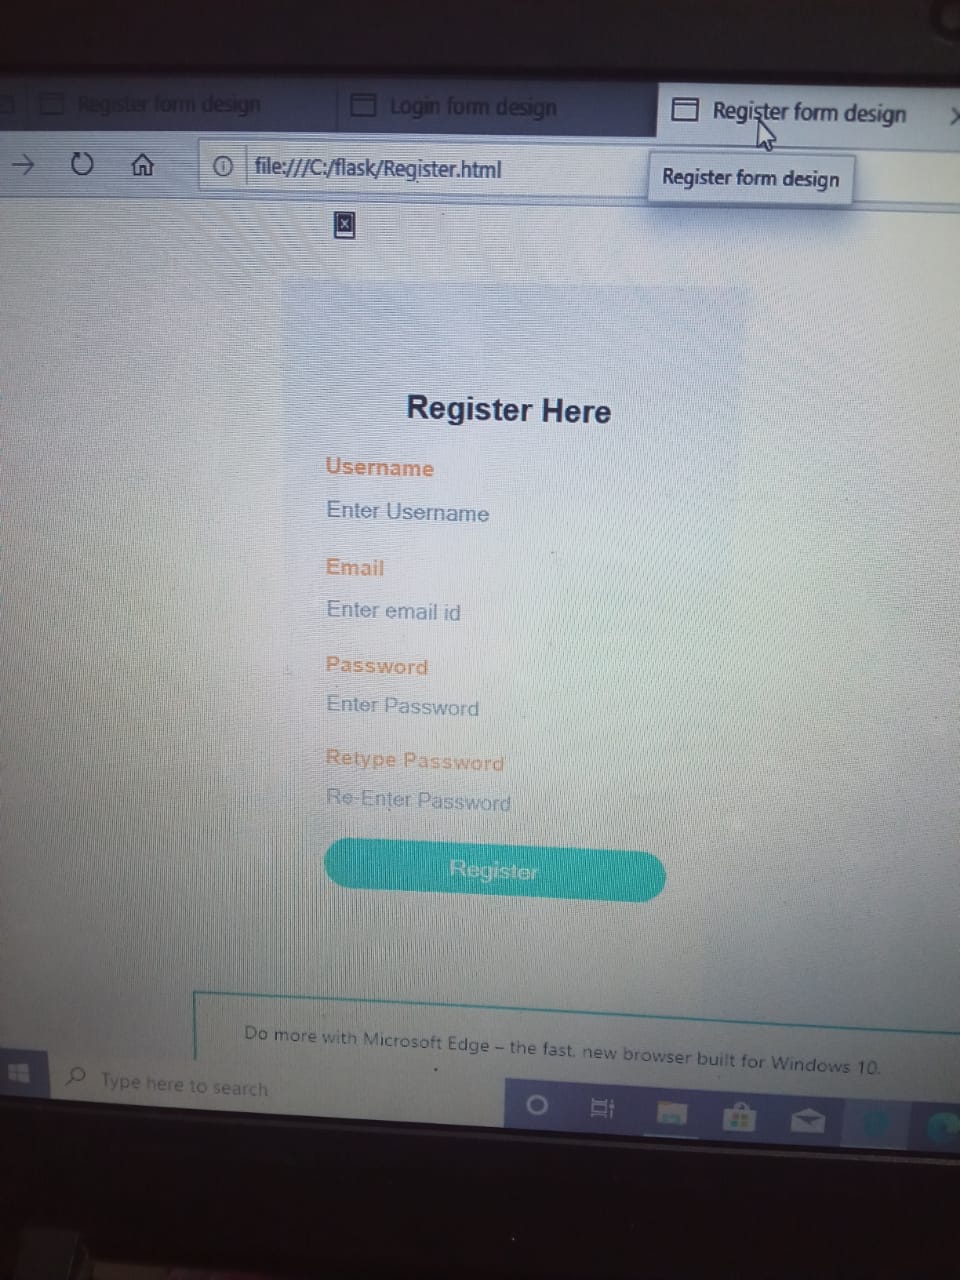 Register form design
Login form design
Register form design
file:///C:/flask/Register.html
Register form design
Register Here
Username
Enter Username
Email
Enter email id
Password
Enter Password
Retype Password
Re-Enter Password
Register
Do more with Microsoft Edge – the fast, new browser built for Windows 10.
Type here to search